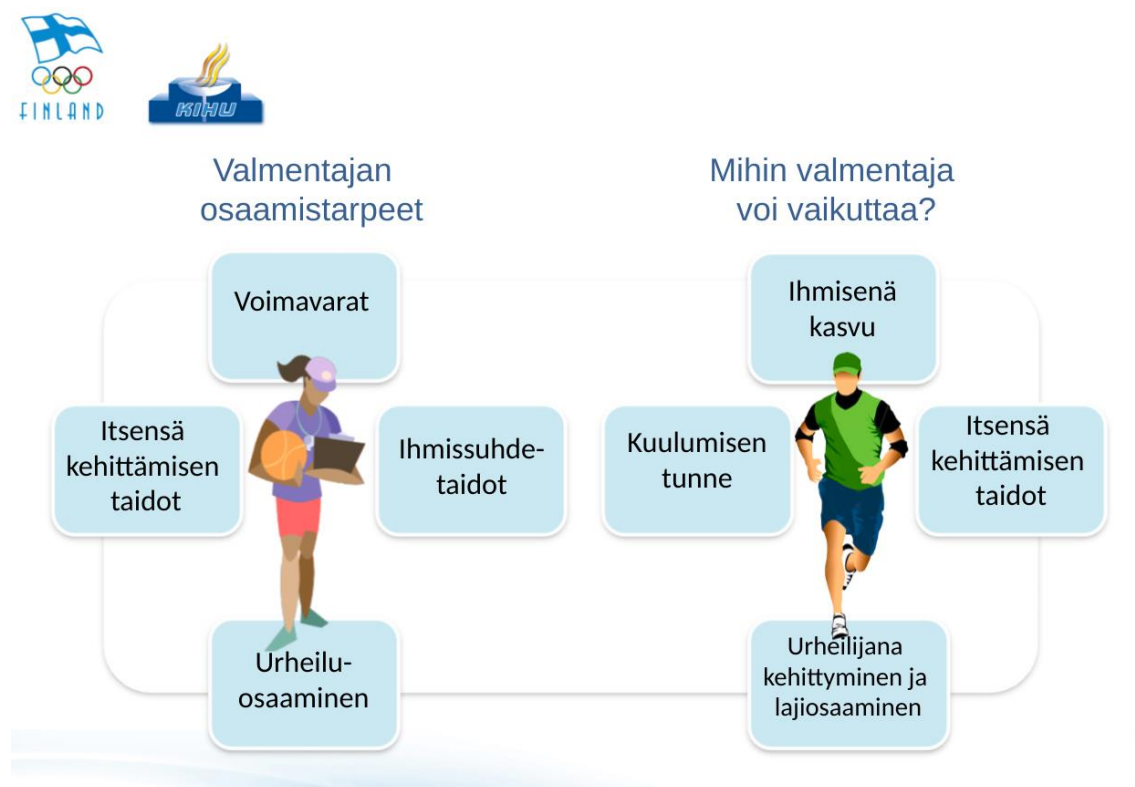 FINLAND
KIHU
Valmentajan
osaamistarpeet
Mihin valmentaja
voi vaikuttaa?
Voimavarat
Itsensä
kehittämisen
taidot
Ihmissuhde-
taidot
Urheilu-
osaaminen
Ihmisenä
kasvu
Kuulumisen
tunne
Itsensä
kehittämisen
taidot
Urheilijana
kehittyminen ja
lajiosaaminen